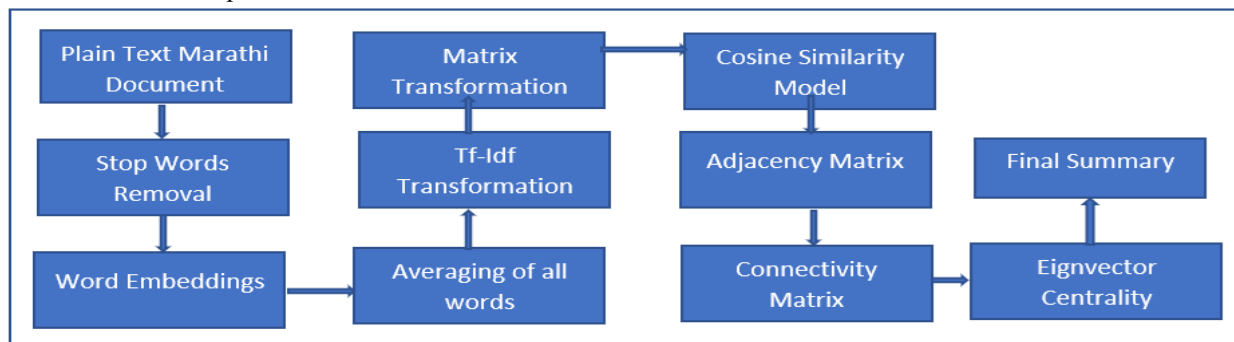 Plain Text Marathi
Document
Stop Words
Removal
Word Embeddings
Averaging of all
words
Tf-Idf
Transformation
Matrix
Transformation
Cosine Similarity
Model
Adjacency Matrix
Connectivity
Matrix
Eignvector
Centrality
Final Summary